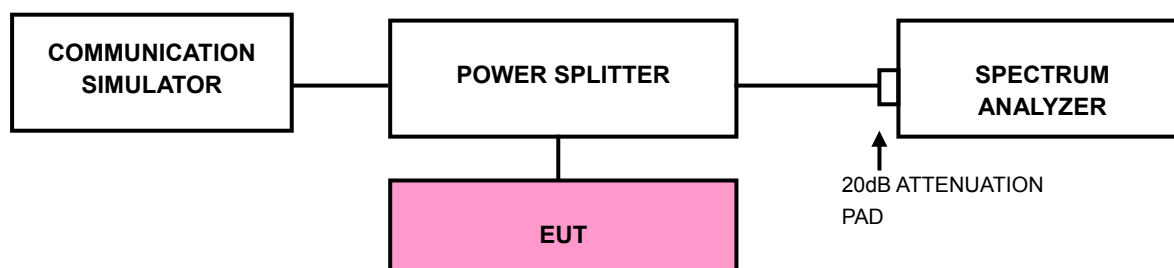 COMMUNICATION
SIMULATOR
POWER SPLITTER
SPECTRUM
ANALYZER
20dB ATTENUATION
PAD
EUT